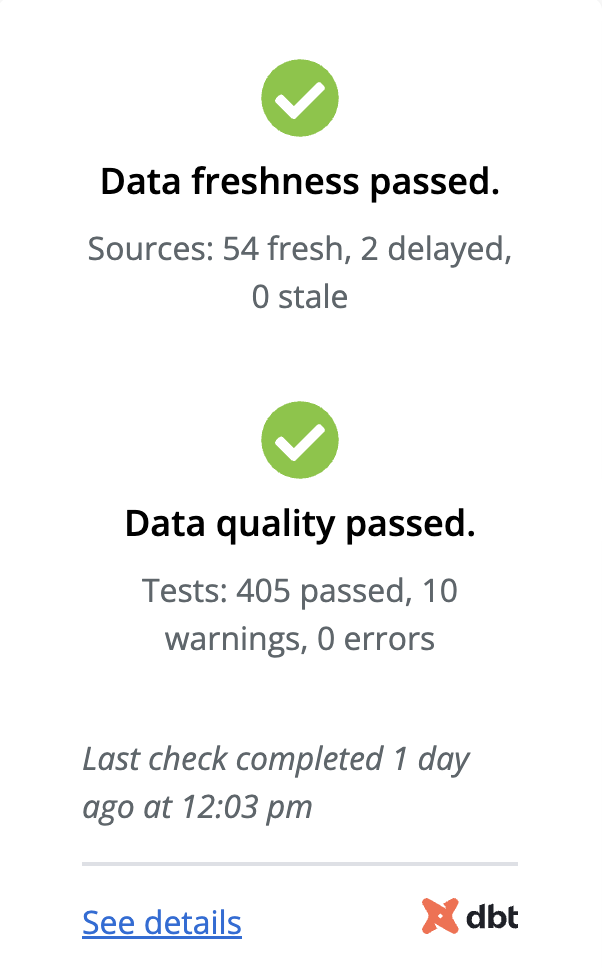 Data freshness passed.
Sources: 54 fresh, 2 delayed,
0 stale
Data quality passed.
Tests: 405 passed, 10
warnings, 0 errors
Last check completed 1 day
ago at 12:03 pm
See details
dbt